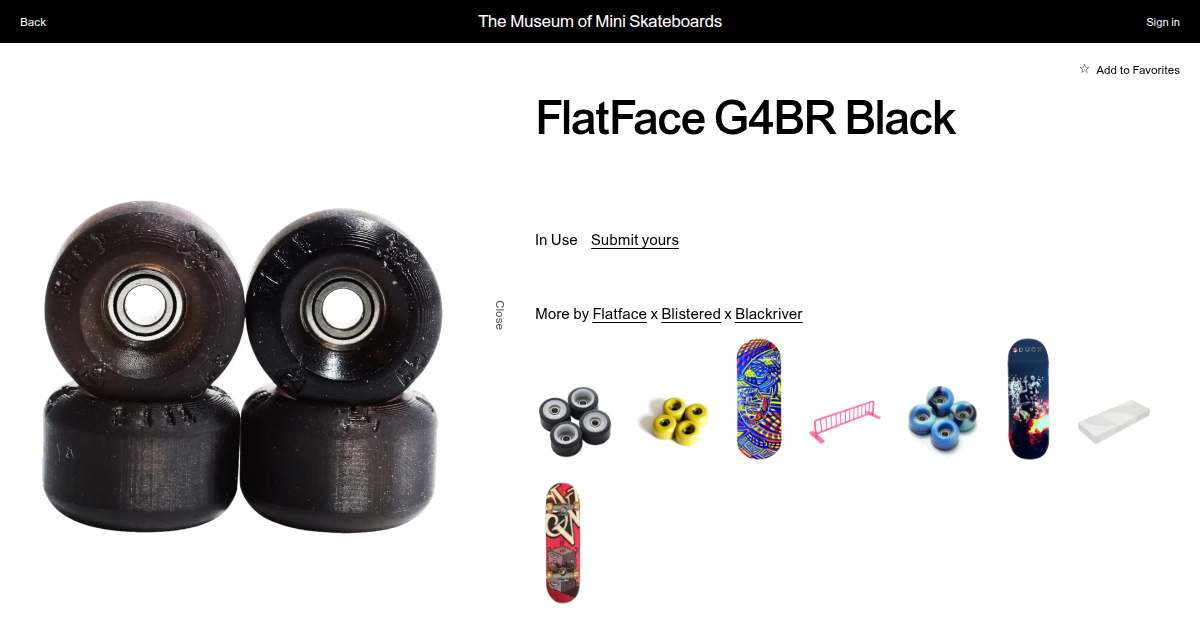 Back
The Museum of Mini Skateboards
Sign in
☆ Add to Favorites
FlatFace G4BR Black
In Use Submit yours
Close
More by Flatface x Blistered x Blackriver